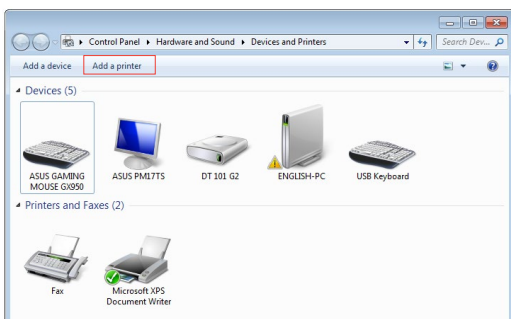 Control Panel ▸ Hardware and Sound ▸ Devices and Printers
Search Dev...
Add a device
Add a printer
Devices (5)
ASUS GAMING
MOUSE GX950
ASUS PM17TS
DT 101 G2
ENGLISH-PC
USB Keyboard
Printers and Faxes (2)
Fax
Microsoft XPS
Document Writer